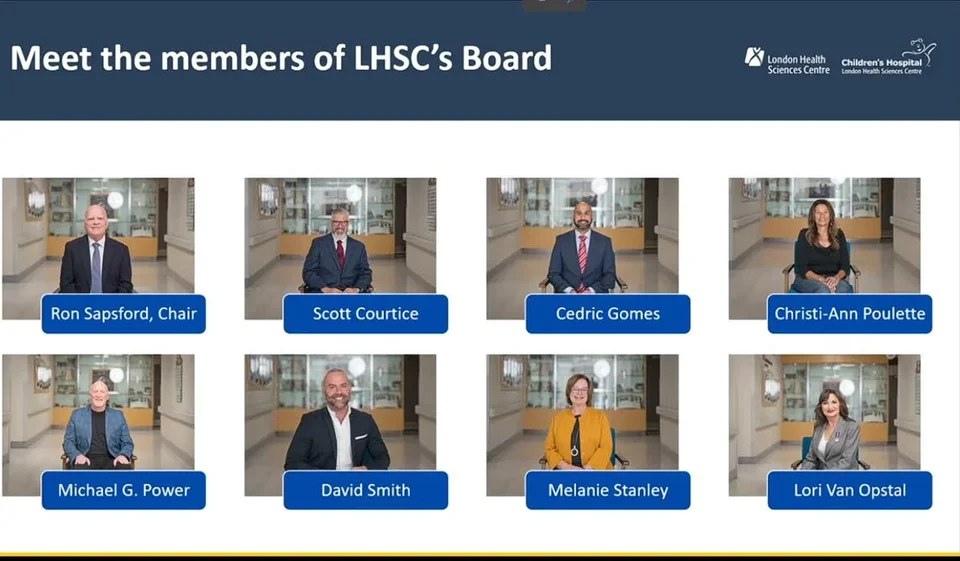 Meet the members of LHSC's Board
London Health
Sciences Centre
Children's Hospital
London Health Sciences Centre
Ron Sapsford, Chair
Scott Courtice
Cedric Gomes
Christi-Ann Poulette
Michael G. Power
David Smith
Melanie Stanley
Lori Van Opstal